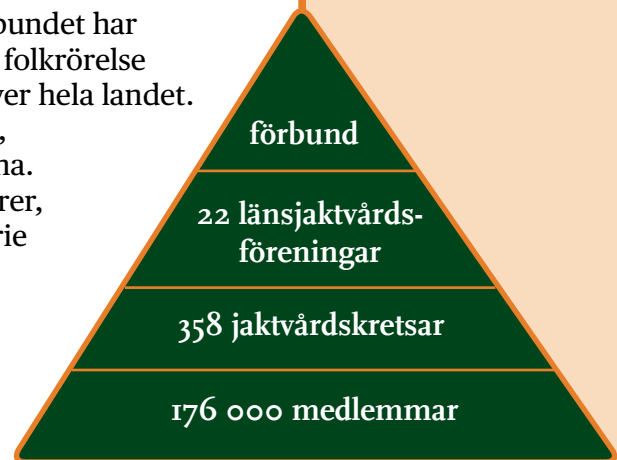 bundet har
folkrörelse
ver hela landet.
,
na.
rer,
rie
förbund
22 länsjaktvårds-
föreningar
358 jaktvårdskretsar
176 000 medlemmar